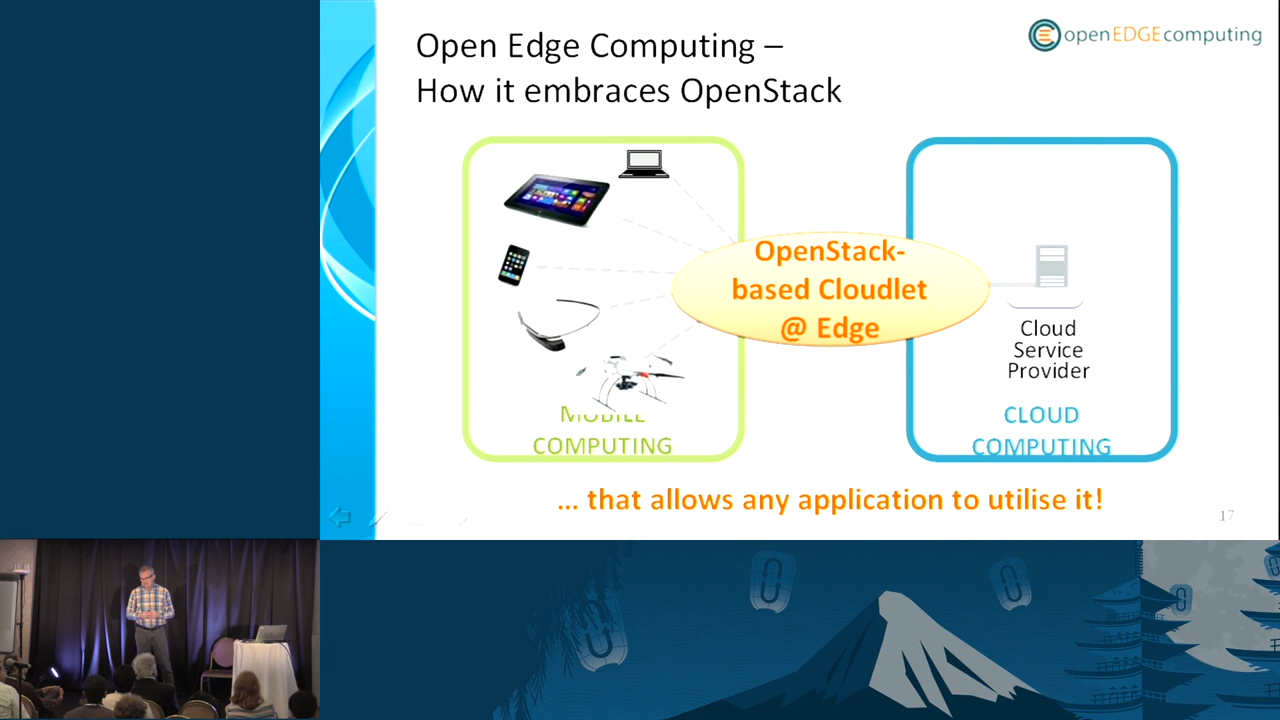 Open Edge Computing –
How it embraces OpenStack
openEDGEcomputing
OpenStack-
based Cloudlet
@ Edge
Cloud
Service
Provider
MOBILE
COMPUTING
CLOUD
COMPUTING
... that allows any application to utilise it!
17